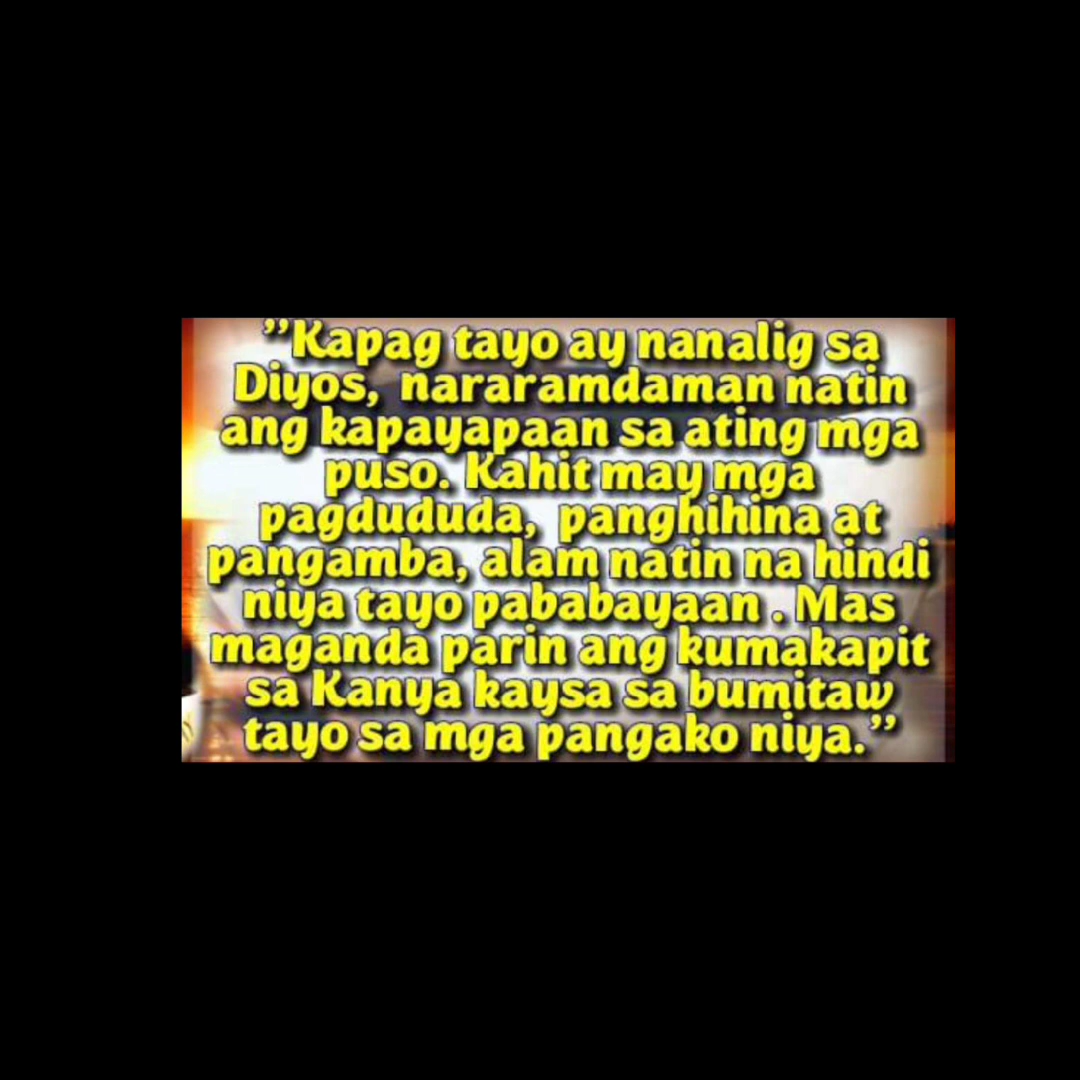 ”Kapag tayo ay nanalig sa
Diyos, nararamdaman natin
ang kapayapaan sa ating mga
puso. Kahit may mga
pagdududa, panghihina at
pangamba, alam natin na hindi
niya tayo pababayaan . Mas
maganda parin ang kumakapit
sa Kanya kaysa sa bumitaw
tayo sa mga pangako niya.”